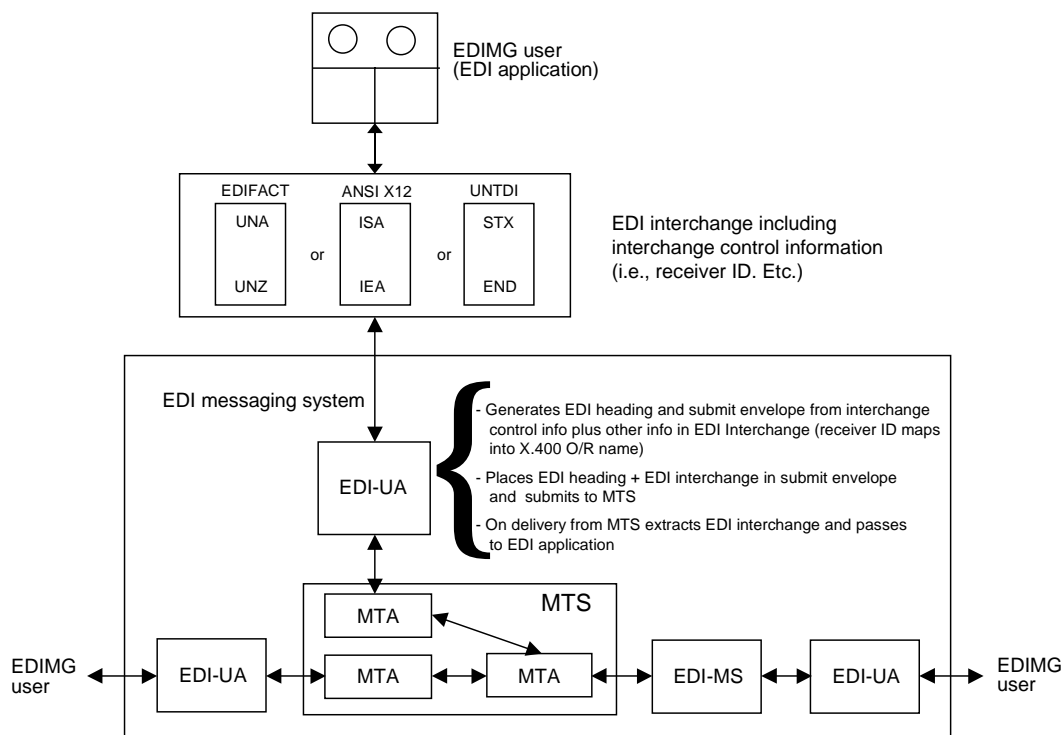 EDIMG user
(EDI application)
EDIFACT
ANSI X12
UNTDI
UNA
ISA
STX
or
or
UNZ
IEA
END
EDI interchange including
interchange control information
(i.e., receiver ID. Etc.)
EDI messaging system
- Generates EDI heading and submit envelope from interchange
control info plus other info in EDI Interchange (receiver ID maps
into X.400 O/R name)
- Places EDI heading + EDI interchange in submit envelope
and submits to MTS
- On delivery from MTS extracts EDI interchange and passes
to EDI application
EDI-UA
MTS
MTA
EDIMG
user
EDI-UA
MTA
MTA
EDI-MS
EDI-UA
EDIMG
user